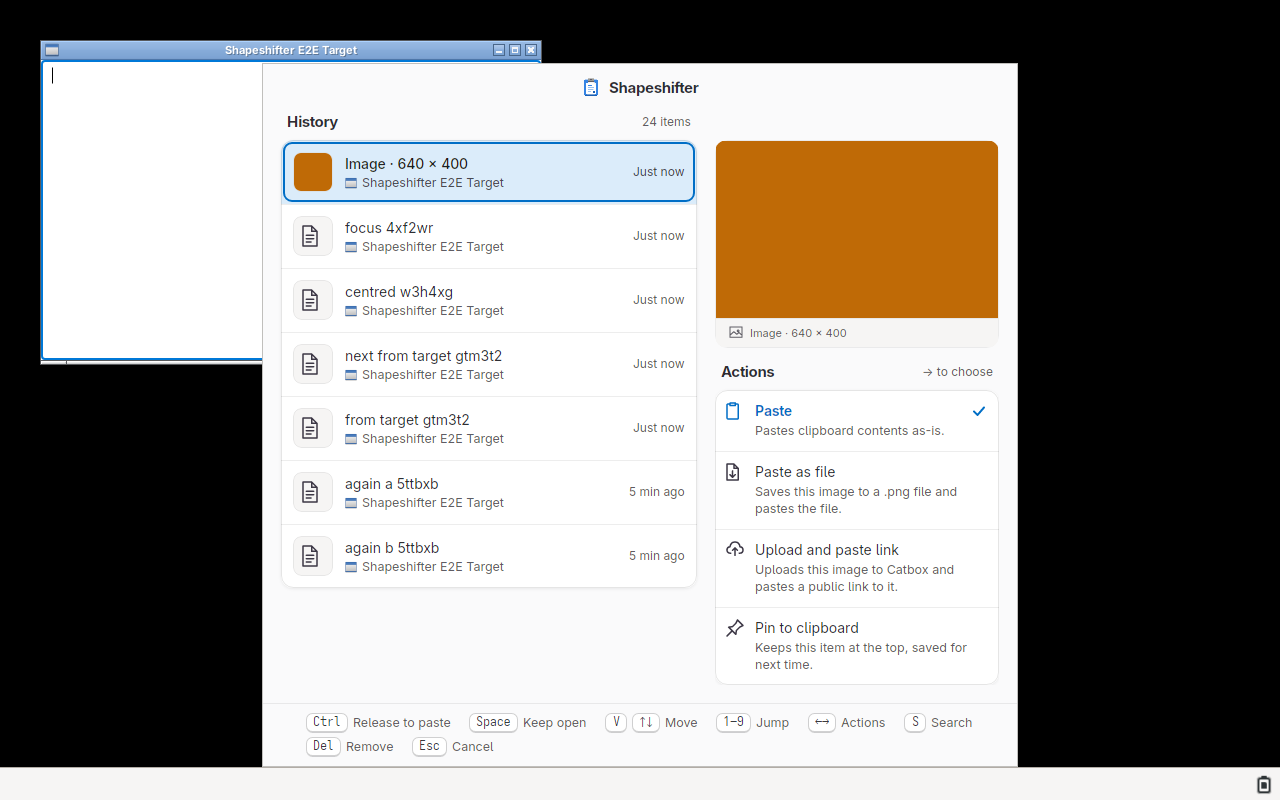 Shapeshifter E2E Target
Shapeshifter
History
24 items
Image · 640 × 400
Shapeshifter E2E Target
Just now
focus 4xf2wr
Shapeshifter E2E Target
Just now
centred w3h4xg
Shapeshifter E2E Target
Just now
next from target gtm3t2
Shapeshifter E2E Target
Just now
from target gtm3t2
Shapeshifter E2E Target
Just now
again a 5ttbxb
Shapeshifter E2E Target
5 min ago
again b 5ttbxb
Shapeshifter E2E Target
5 min ago
Image · 640 × 400
Actions
→ to choose
Paste
Pastes clipboard contents as-is.
Paste as file
Saves this image to a .png file and
pastes the file.
Upload and paste link
Uploads this image to Catbox and
pastes a public link to it.
Pin to clipboard
Keeps this item at the top, saved for
next time.
Ctrl Release to paste Space Keep open V ↑↓ Move 1–9 Jump ↔ Actions S Search
Del Remove Esc Cancel